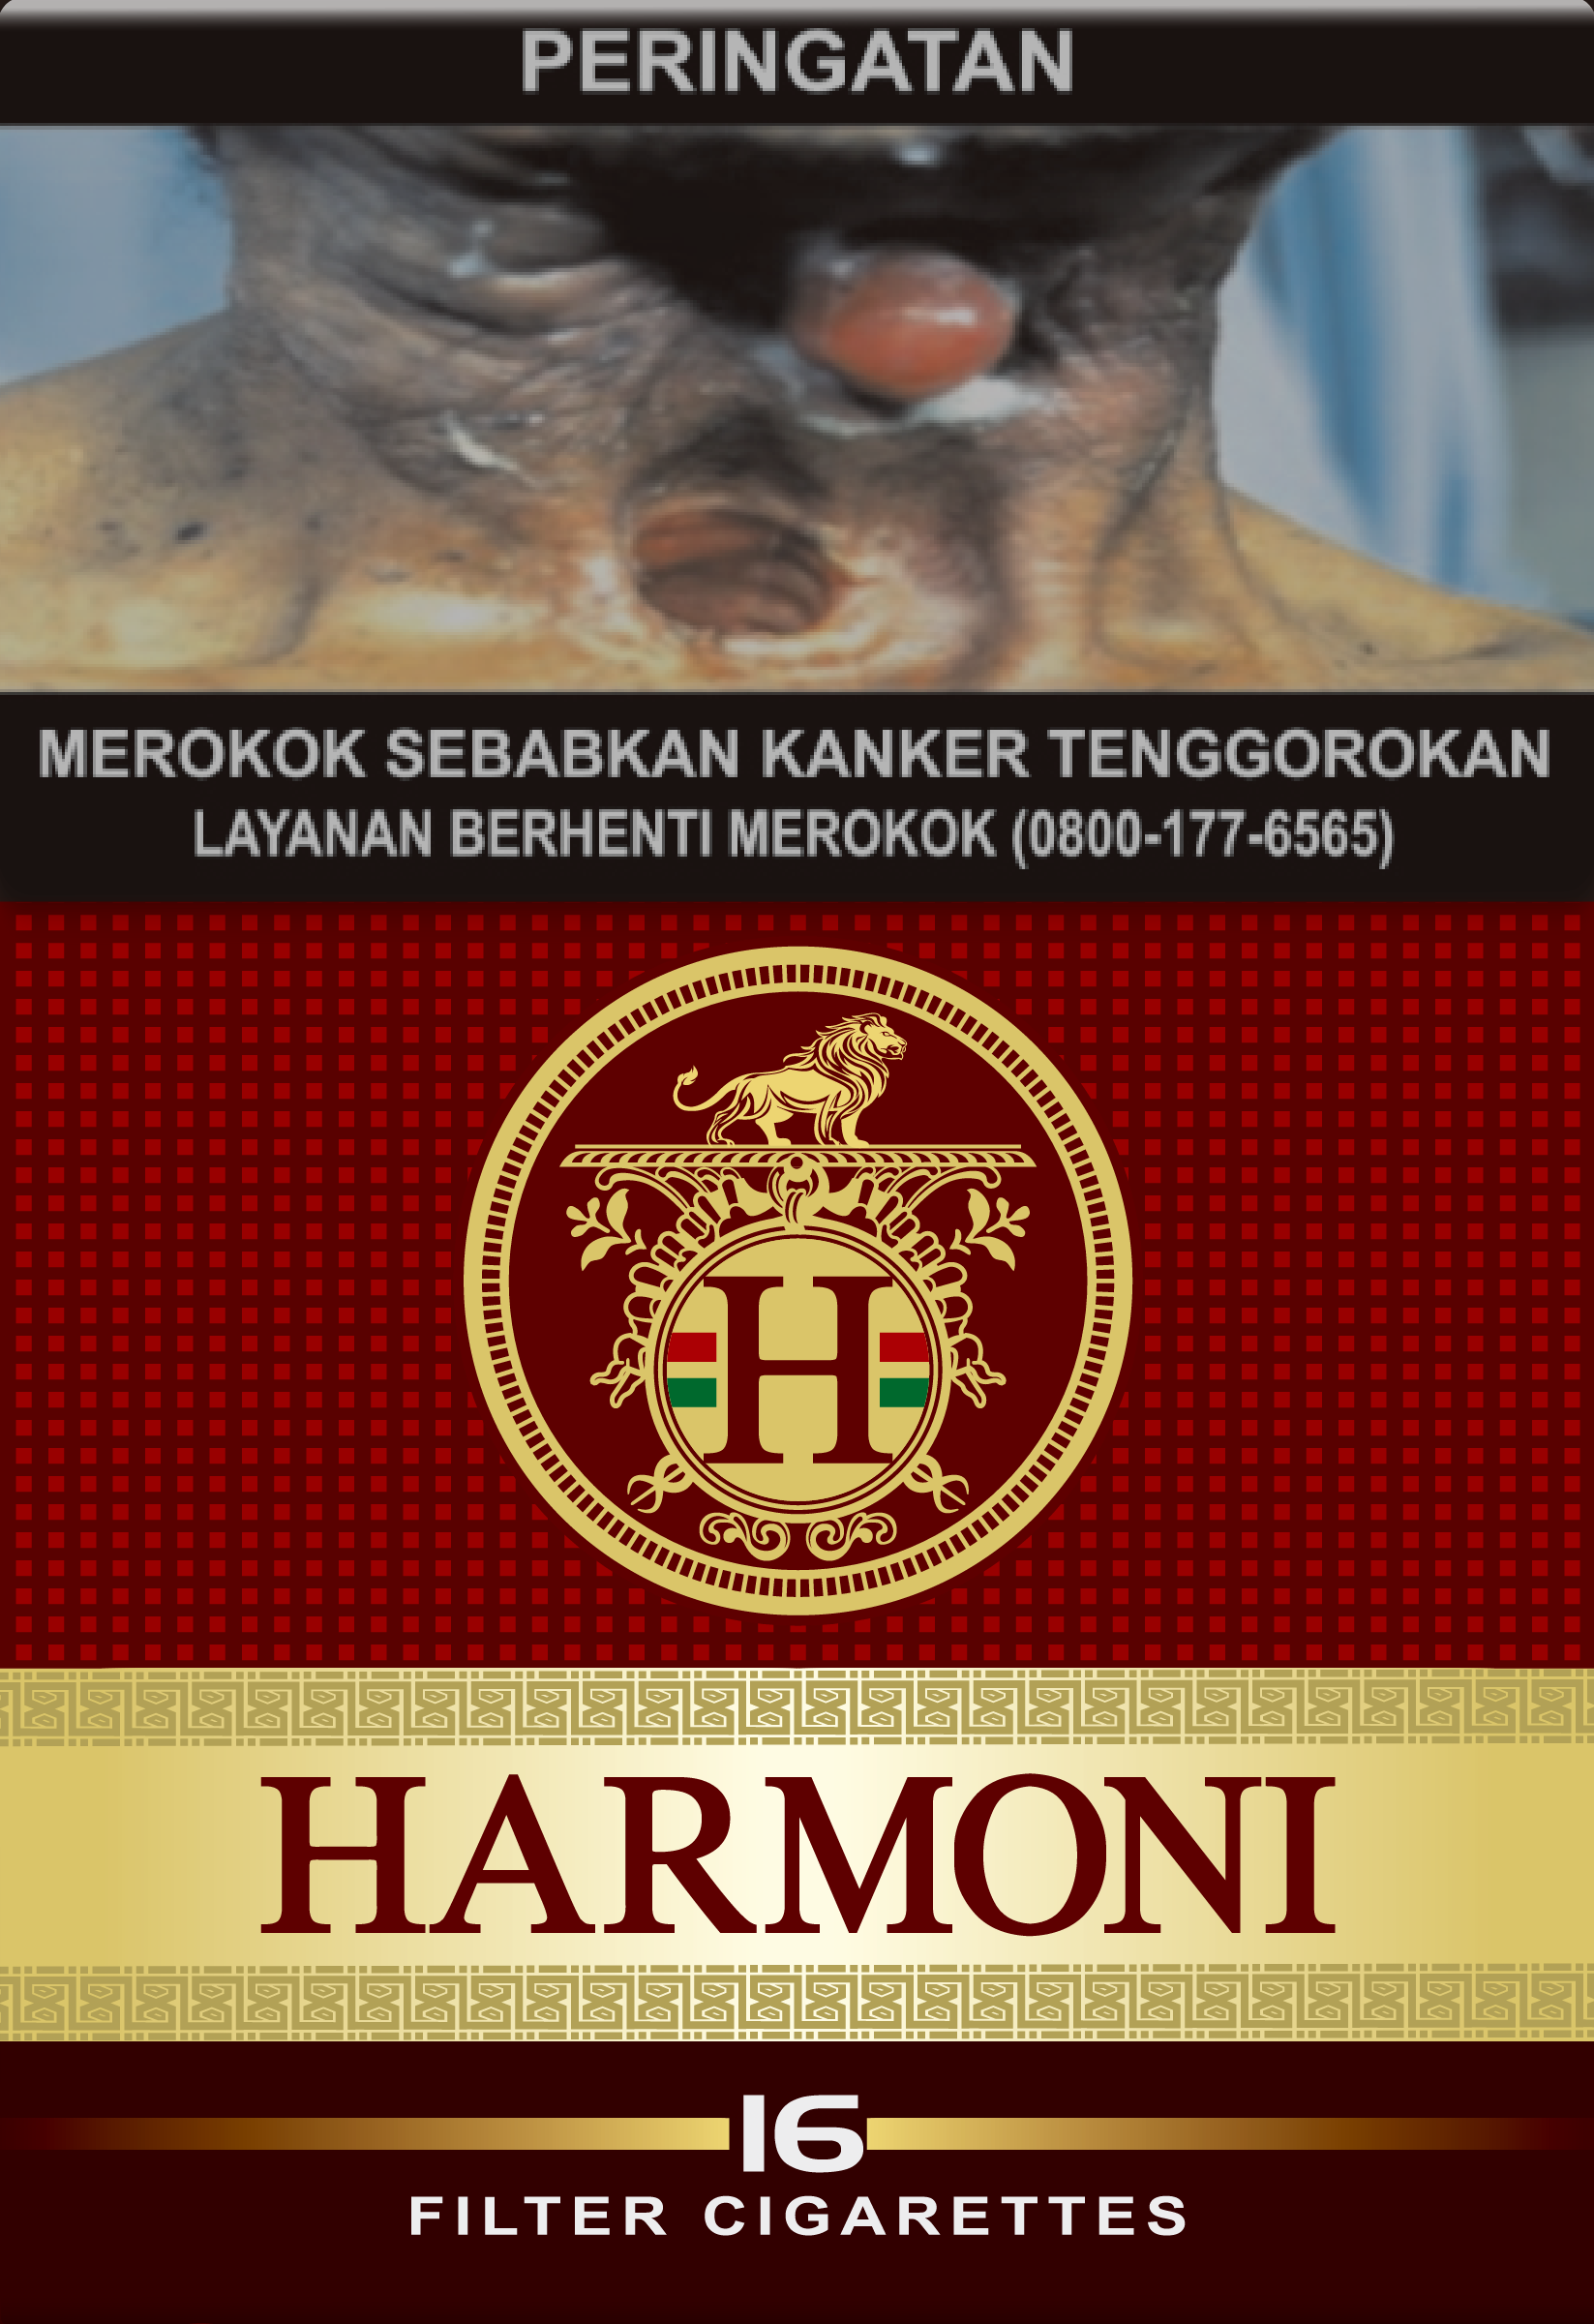 PERINGATAN
MEROKOK SEBABKAN KANKER TENGGOROKAN
LAYANAN BERHENTI MEROKOK (0800-177-6565)
H
HARMONI
16
FILTER CIGARETTES